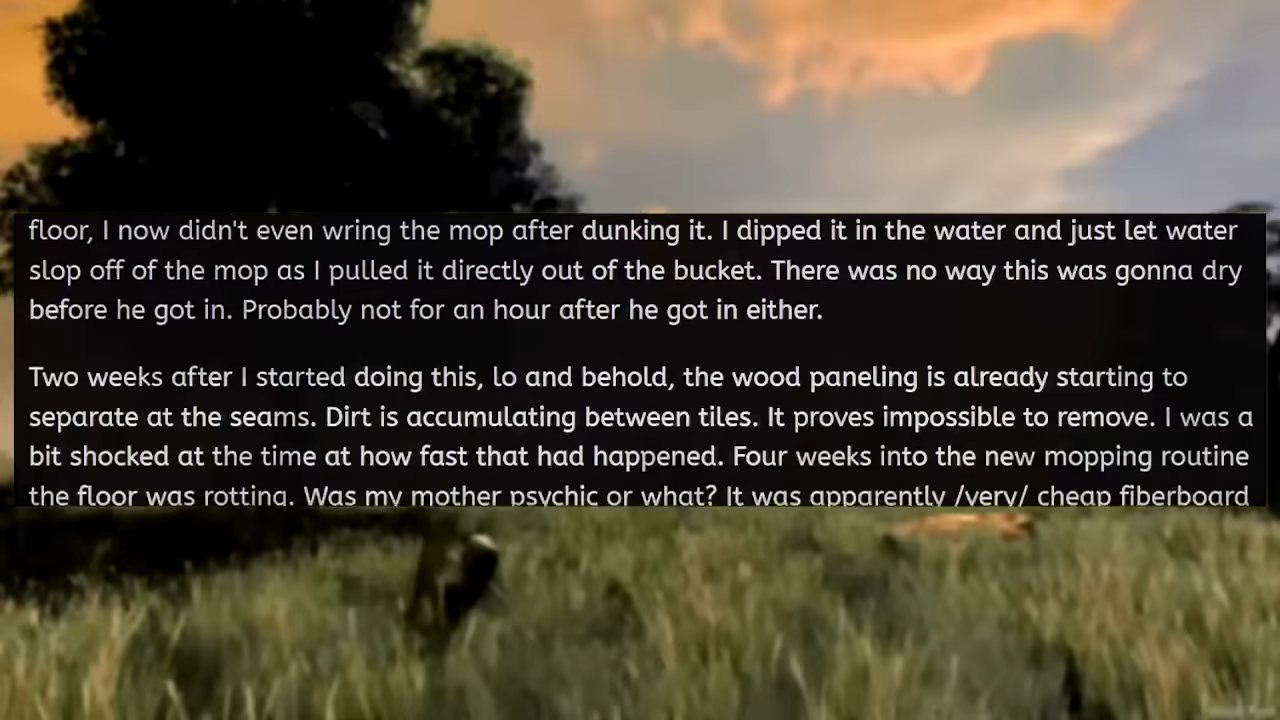 floor, I now didn't even wring the mop after dunking it. I dipped it in the water and just let water
slop off of the mop as I pulled it directly out of the bucket. There was no way this was gonna dry
before he got in. Probably not for an hour after he got in either.
Two weeks after I started doing this, lo and behold, the wood paneling is already starting to
separate at the seams. Dirt is accumulating between tiles. It proves impossible to remove. I was a
bit shocked at the time at how fast that had happened. Four weeks into the new mopping routine
the floor was rotting. Was my mother psychic or what? It was apparently /very/ cheap fiberboard